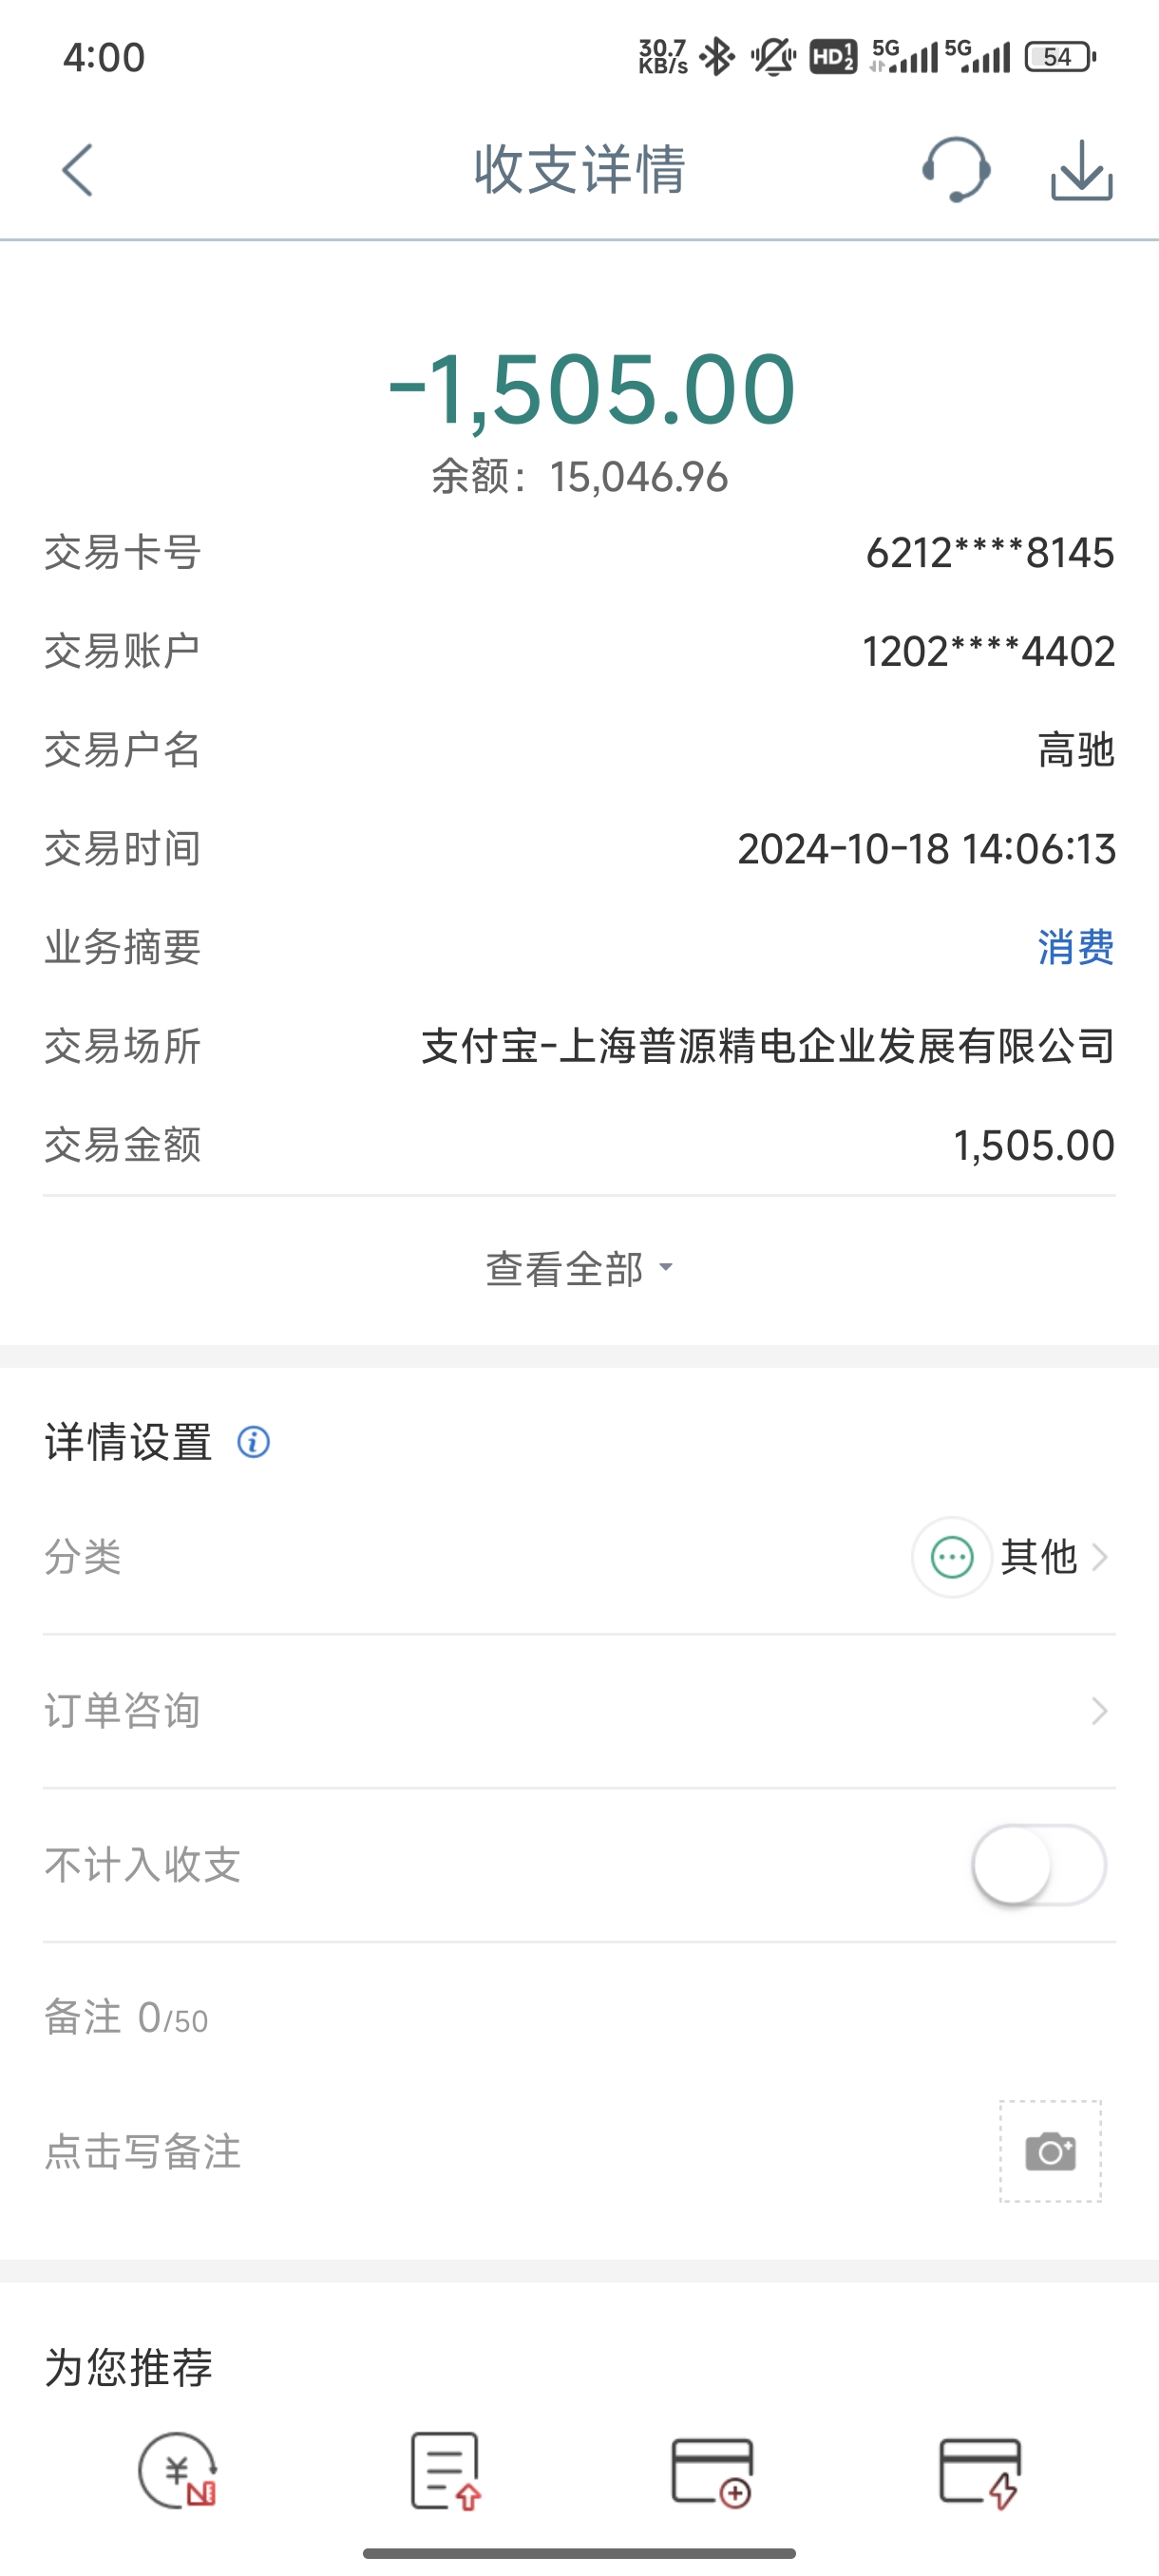 4:00
30.7 KB/s HD 1 2 5G 5G 54
收支详情
-1,505.00
余额：15,046.96
交易卡号 6212****8145
交易账户 1202****4402
交易户名 高驰
交易时间 2024-10-18 14:06:13
业务摘要 消费
交易场所 支付宝-上海普源精电企业发展有限公司
交易金额 1,505.00
查看全部
详情设置
分类 其他
订单咨询
不计入收支
备注 0/50
点击写备注
为您推荐